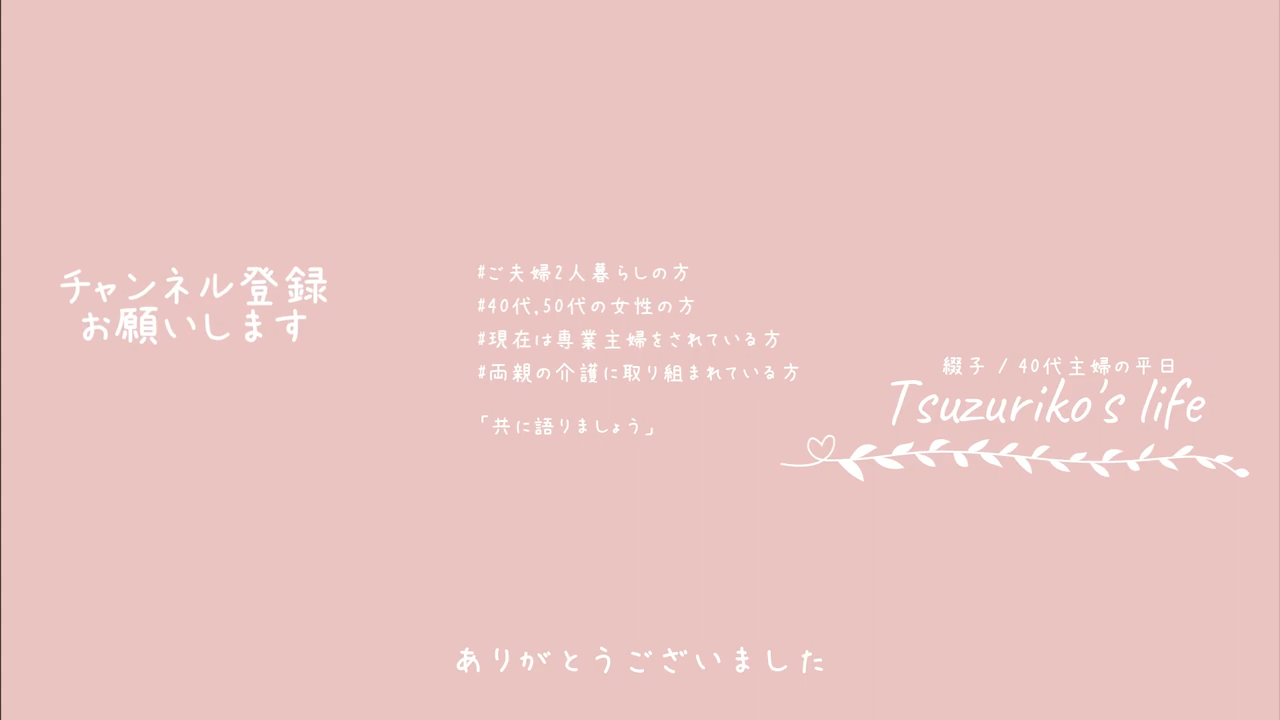 チャンネル登録
お願いします
#ご夫婦2人暮らしの方
#40代,50代の女性の方
#現在は専業主婦をされている方
#両親の介護に取り組まれている方
「共に語りましょう」
綴子 / 40代主婦の平日
Tsuzuriko's life
ありがとうございました